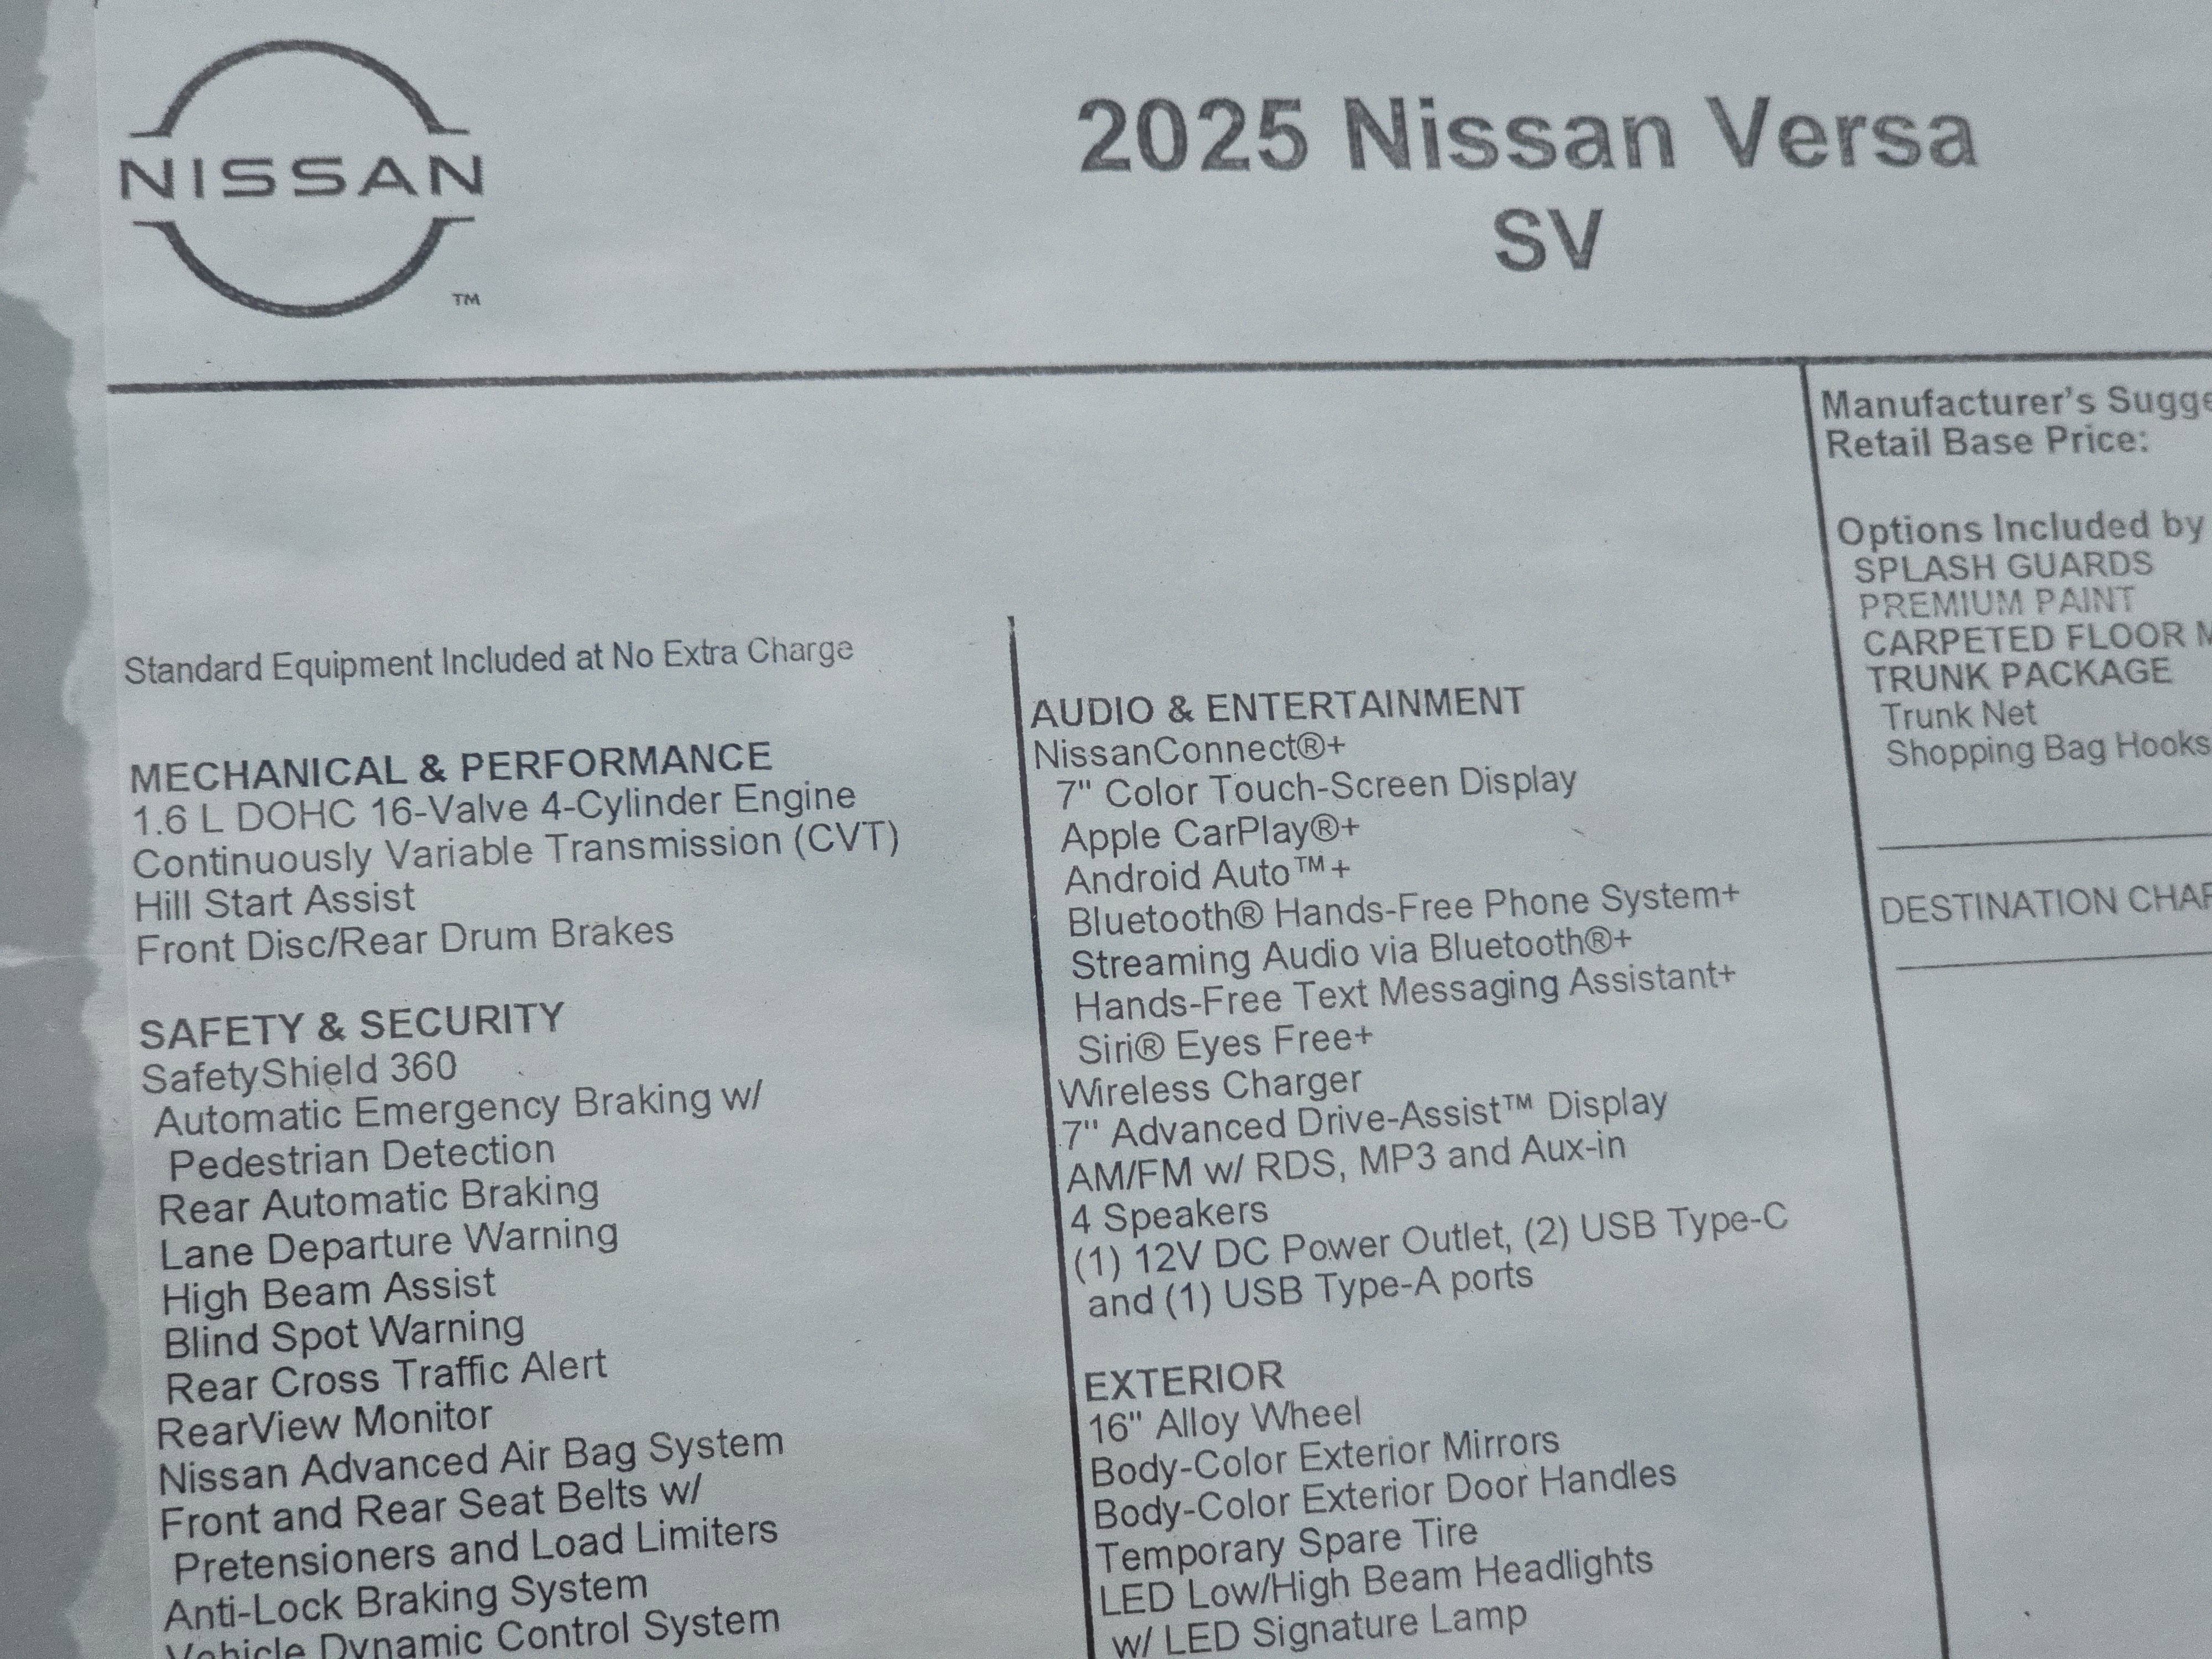 NISSAN
TM
2025 Nissan Versa
SV
Standard Equipment Included at No Extra Charge
MECHANICAL & PERFORMANCE
1.6 L DOHC 16-Valve 4-Cylinder Engine
Continuously Variable Transmission (CVT)
Hill Start Assist
Front Disc/Rear Drum Brakes
SAFETY & SECURITY
SafetyShield 360
Automatic Emergency Braking w/
Pedestrian Detection
Rear Automatic Braking
Lane Departure Warning
High Beam Assist
Blind Spot Warning
Rear Cross Traffic Alert
RearView Monitor
Nissan Advanced Air Bag System
Front and Rear Seat Belts w/
Pretensioners and Load Limiters
Anti-Lock Braking System
Vehicle Dynamic Control System
AUDIO & ENTERTAINMENT
NissanConnect®+
7" Color Touch-Screen Display
Apple CarPlay®+
Android Auto™+
Bluetooth® Hands-Free Phone System+
Streaming Audio via Bluetooth®+
Hands-Free Text Messaging Assistant+
Siri® Eyes Free+
Wireless Charger
7" Advanced Drive-Assist™ Display
AM/FM w/ RDS, MP3 and Aux-in
4 Speakers
(1) 12V DC Power Outlet, (2) USB Type-C
and (1) USB Type-A ports
EXTERIOR
16" Alloy Wheel
Body-Color Exterior Mirrors
Body-Color Exterior Door Handles
Temporary Spare Tire
LED Low/High Beam Headlights
w/ LED Signature Lamp
Manufacturer's
Retail Base Price:
Options Included by
SPLASH GUARDS
PREMIUM PAINT
CARPETED FLOOR
TRUNK PACKAGE
Trunk Net
Shopping Bag Hooks
DESTINATION